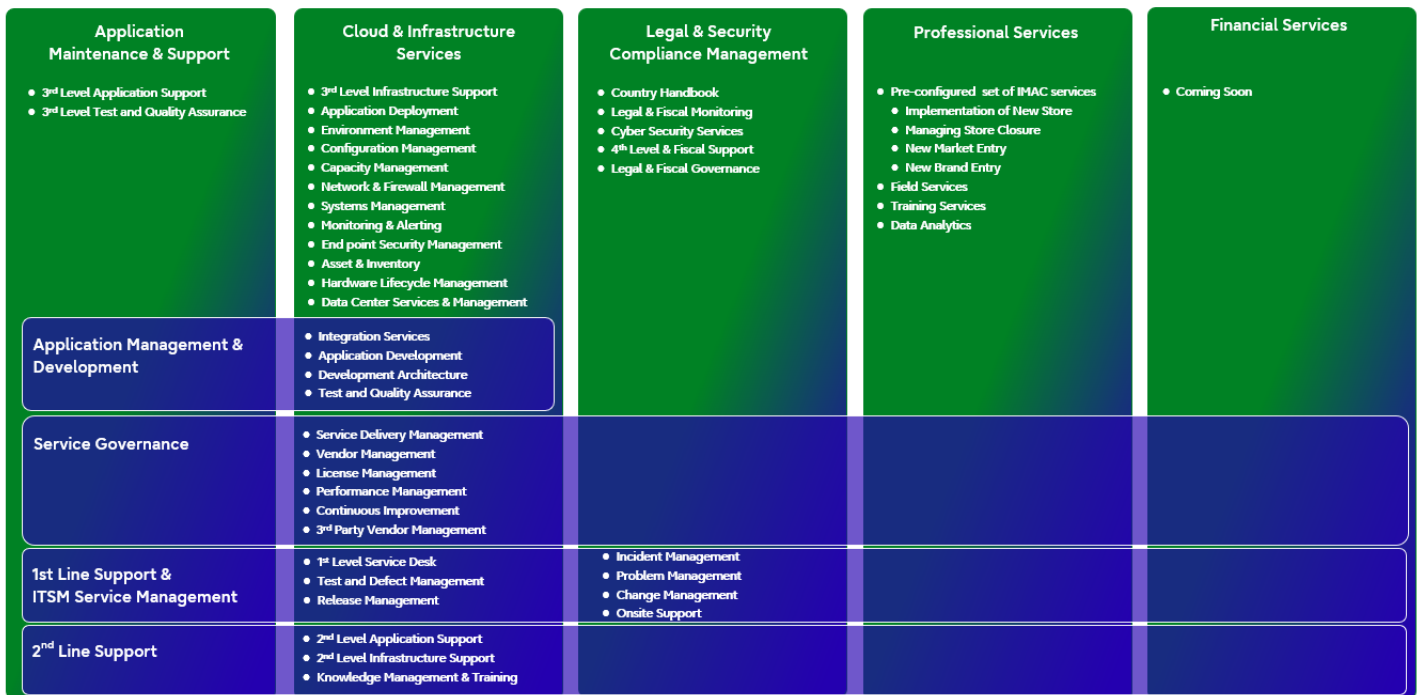 Application
Maintenance & Support
• 3rd Level Application Support
• 3rd Level Test and Quality Assurance
Cloud & Infrastructure
Services
• 3rd Level Infrastructure Support
• Application Deployment
• Environment Management
• Configuration Management
• Capacity Management
• Network & Firewall Management
• Systems Management
• Monitoring & Alerting
• End point Security Management
• Asset & Inventory
• Hardware Lifecycle Management
• Data Center Services & Management
Legal & Security
Compliance Management
• Country Handbook
• Legal & Fiscal Monitoring
• Cyber Security Services
• 4th Level & Fiscal Support
• Legal & Fiscal Governance
Professional Services
• Pre-configured set of IMAC services
• Implementation of New Store
• Managing Store Closure
• New Market Entry
• New Brand Entry
• Field Services
• Training Services
• Data Analytics
Financial Services
• Coming Soon
Application Management &
Development
• Integration Services
• Application Development
• Development Architecture
• Test and Quality Assurance
Service Governance
• Service Delivery Management
• Vendor Management
• License Management
• Performance Management
• Continuous Improvement
• 3rd Party Vendor Management
1st Line Support &
ITSM Service Management
• 1st Level Service Desk
• Test and Defect Management
• Release Management
• Incident Management
• Problem Management
• Change Management
• Onsite Support
2nd Line Support
• 2nd Level Application Support
• 2nd Level Infrastructure Support
• Knowledge Management & Training